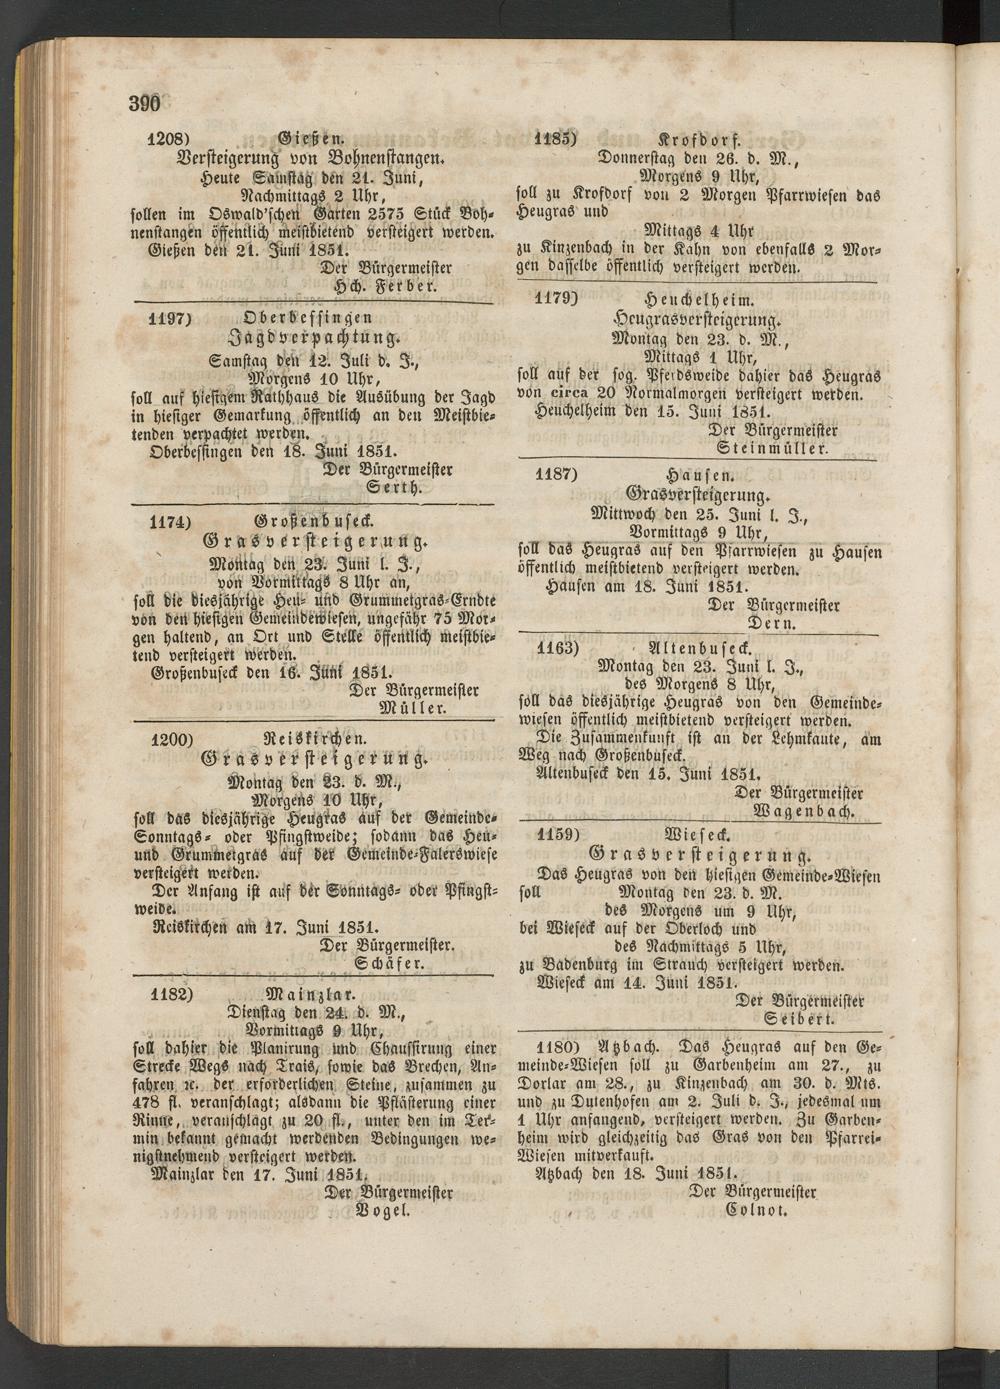 390
1208) Gießen.
Versteigerung von Bohnenstangen.
Heute Samstag den 21. Juni,
Nachmittags 2 Uhr,
sollen im Oswald'schen Garten 2575 Stück Boh-
nenstangen öffentlich meistbietend versteigert werden.
Gießen den 21. Juni 1851.
Der Bürgermeister
Hch. Ferber.
1197) Oberbessingen
Jagdverpachtung.
Samstag den 12. Juli d. J.,
Morgens 10 Uhr,
soll auf hiesigem Rathhaus die Ausübung der Jagd
in hiesiger Gemarkung öffentlich an den Meistbie-
tenden verpachtet werden.
Oberbessingen den 18. Juni 1851.
Der Bürgermeister
Serth.
1174) Großenbuseck.
Grasversteigerung.
Montag den 23. Juni l. J.,
von Vormittags 8 Uhr an,
soll die diesjährige Heu- und Grummetgras-Erndte
von den hiesigen Gemeindewiesen, ungefähr 75 Mor-
gen haltend, an Ort und Stelle öffentlich meistbie-
tend versteigert werden.
Großenbuseck den 16. Juni 1851.
Der Bürgermeister
Müller.
1200) Reiskirchen.
Grasversteigerung.
Montag den 23. d. M.,
Morgens 10 Uhr,
soll das diesjährige Heugras auf der Gemeinde-
Sonntags- oder Pfingstweide; sodann das Heu-
und Grummetgras auf der Gemeinde-Falerswiese
versteigert werden.
Der Anfang ist auf der Sonntags- oder Pfingst-
weide.
Reiskirchen am 17. Juni 1851.
Der Bürgermeister.
Schäfer.
1182) Mainzlar.
Dienstag den 24. d. M.,
Vormittags 9 Uhr,
soll dahier die Planirung und Chaussirung einer
Strecke Wegs nach Trais, sowie das Brechen, An-
fahren ꝛc. der erforderlichen Steine, zusammen zu
478 fl. veranschlagt; alsdann die Pflästerung einer
Rinne, veranschlagt zu 20 fl., unter den im Ter-
min bekannt gemacht werdenden Bedingungen we-
nigstnehmend versteigert werden.
Mainzlar den 17. Juni 1851.
Der Bürgermeister
Vogel.
1185) Krofdorf.
Donnerstag den 26. d. M.,
Morgens 9 Uhr,
soll zu Krofdorf von 2 Morgen Pfarrwiesen das
Heugras und
Mittags 4 Uhr
zu Kinzenbach in der Kahn von ebenfalls 2 Mor-
gen dasselbe öffentlich versteigert werden.
1179) Heuchelheim.
Heugrasversteigerung.
Montag den 23. d. M.,
Mittags 1 Uhr,
soll auf der sog. Pferdsweide dahier das Heugras
von circa 20 Normalmorgen versteigert werden.
Heuchelheim den 15. Juni 1851.
Der Bürgermeister
Steinmüller.
1187) Hausen.
Grasversteigerung.
Mittwoch den 25. Juni l. J.,
Vormittags 9 Uhr,
soll das Heugras auf den Pfarrwiesen zu Hausen
öffentlich meistbietend versteigert werden.
Hausen am 18. Juni 1851.
Der Bürgermeister
Dern.
1163) Altenbuseck.
Montag den 23. Juni l. J.,
des Morgens 8 Uhr,
soll das diesjährige Heugras von den Gemeinde-
wiesen öffentlich meistbietend versteigert werden.
Die Zusammenkunft ist an der Lehmkaute, am
Weg nach Großenbuseck.
Altenbuseck den 15. Juni 1851.
Der Bürgermeister
Wagenbach.
1159) Wieseck.
Grasversteigerung.
Das Heugras von den hiesigen Gemeinde-Wiesen
soll Montag den 23. d. M.
des Morgens um 9 Uhr,
bei Wieseck auf der Oberloch und
des Nachmittags 5 Uhr,
zu Badenburg im Strauch versteigert werden.
Wieseck am 14. Juni 1851.
Der Bürgermeister
Seibert.
1180) Atzbach. Das Heugras auf den Ge-
meinde-Wiesen soll zu Garbenheim am 27., zu
Dorlar am 28., zu Kinzenbach am 30. d. Mts.
und zu Dutenhofen am 2. Juli d. J., jedesmal um
1 Uhr anfangend, versteigert werden. Zu Garben-
heim wird gleichzeitig das Gras von den Pfarrei-
Wiesen mitverkauft.
Atzbach den 18. Juni 1851.
Der Bürgermeister
Colnot.